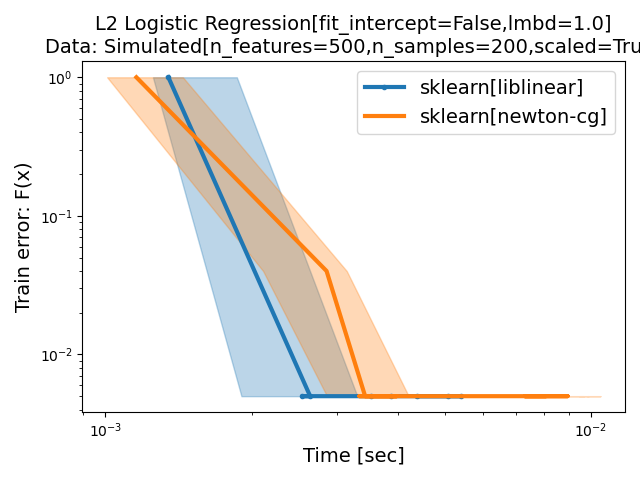 L2 Logistic Regression[fit_intercept=False,lmbd=1.0]
Data: Simulated[n_features=500,n_samples=200,scaled=Tru
sklearn[liblinear]
sklearn[newton-cg]
Train error: F(x)
10⁰
10⁻¹
10⁻²
10⁻³
10⁻²
Time [sec]